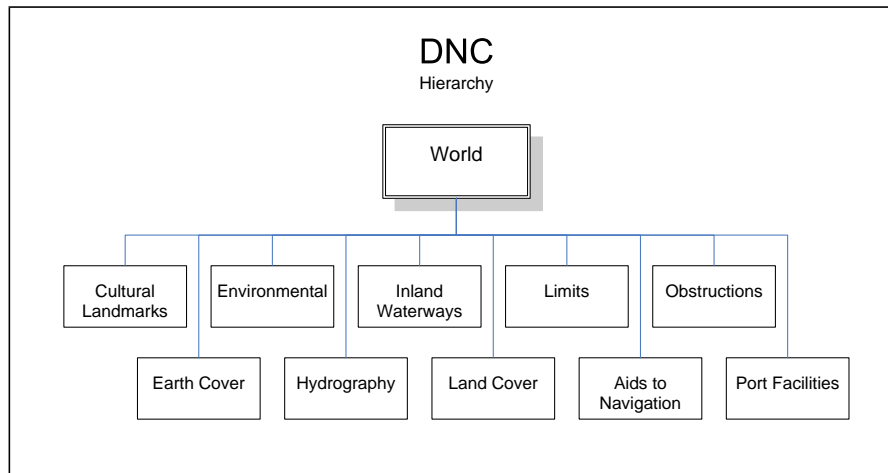 DNC
Hierarchy
World
Cultural
Landmarks
Environmental
Inland
Waterways
Limits
Obstructions
Earth Cover
Hydrography
Land Cover
Aids to
Navigation
Port Facilities